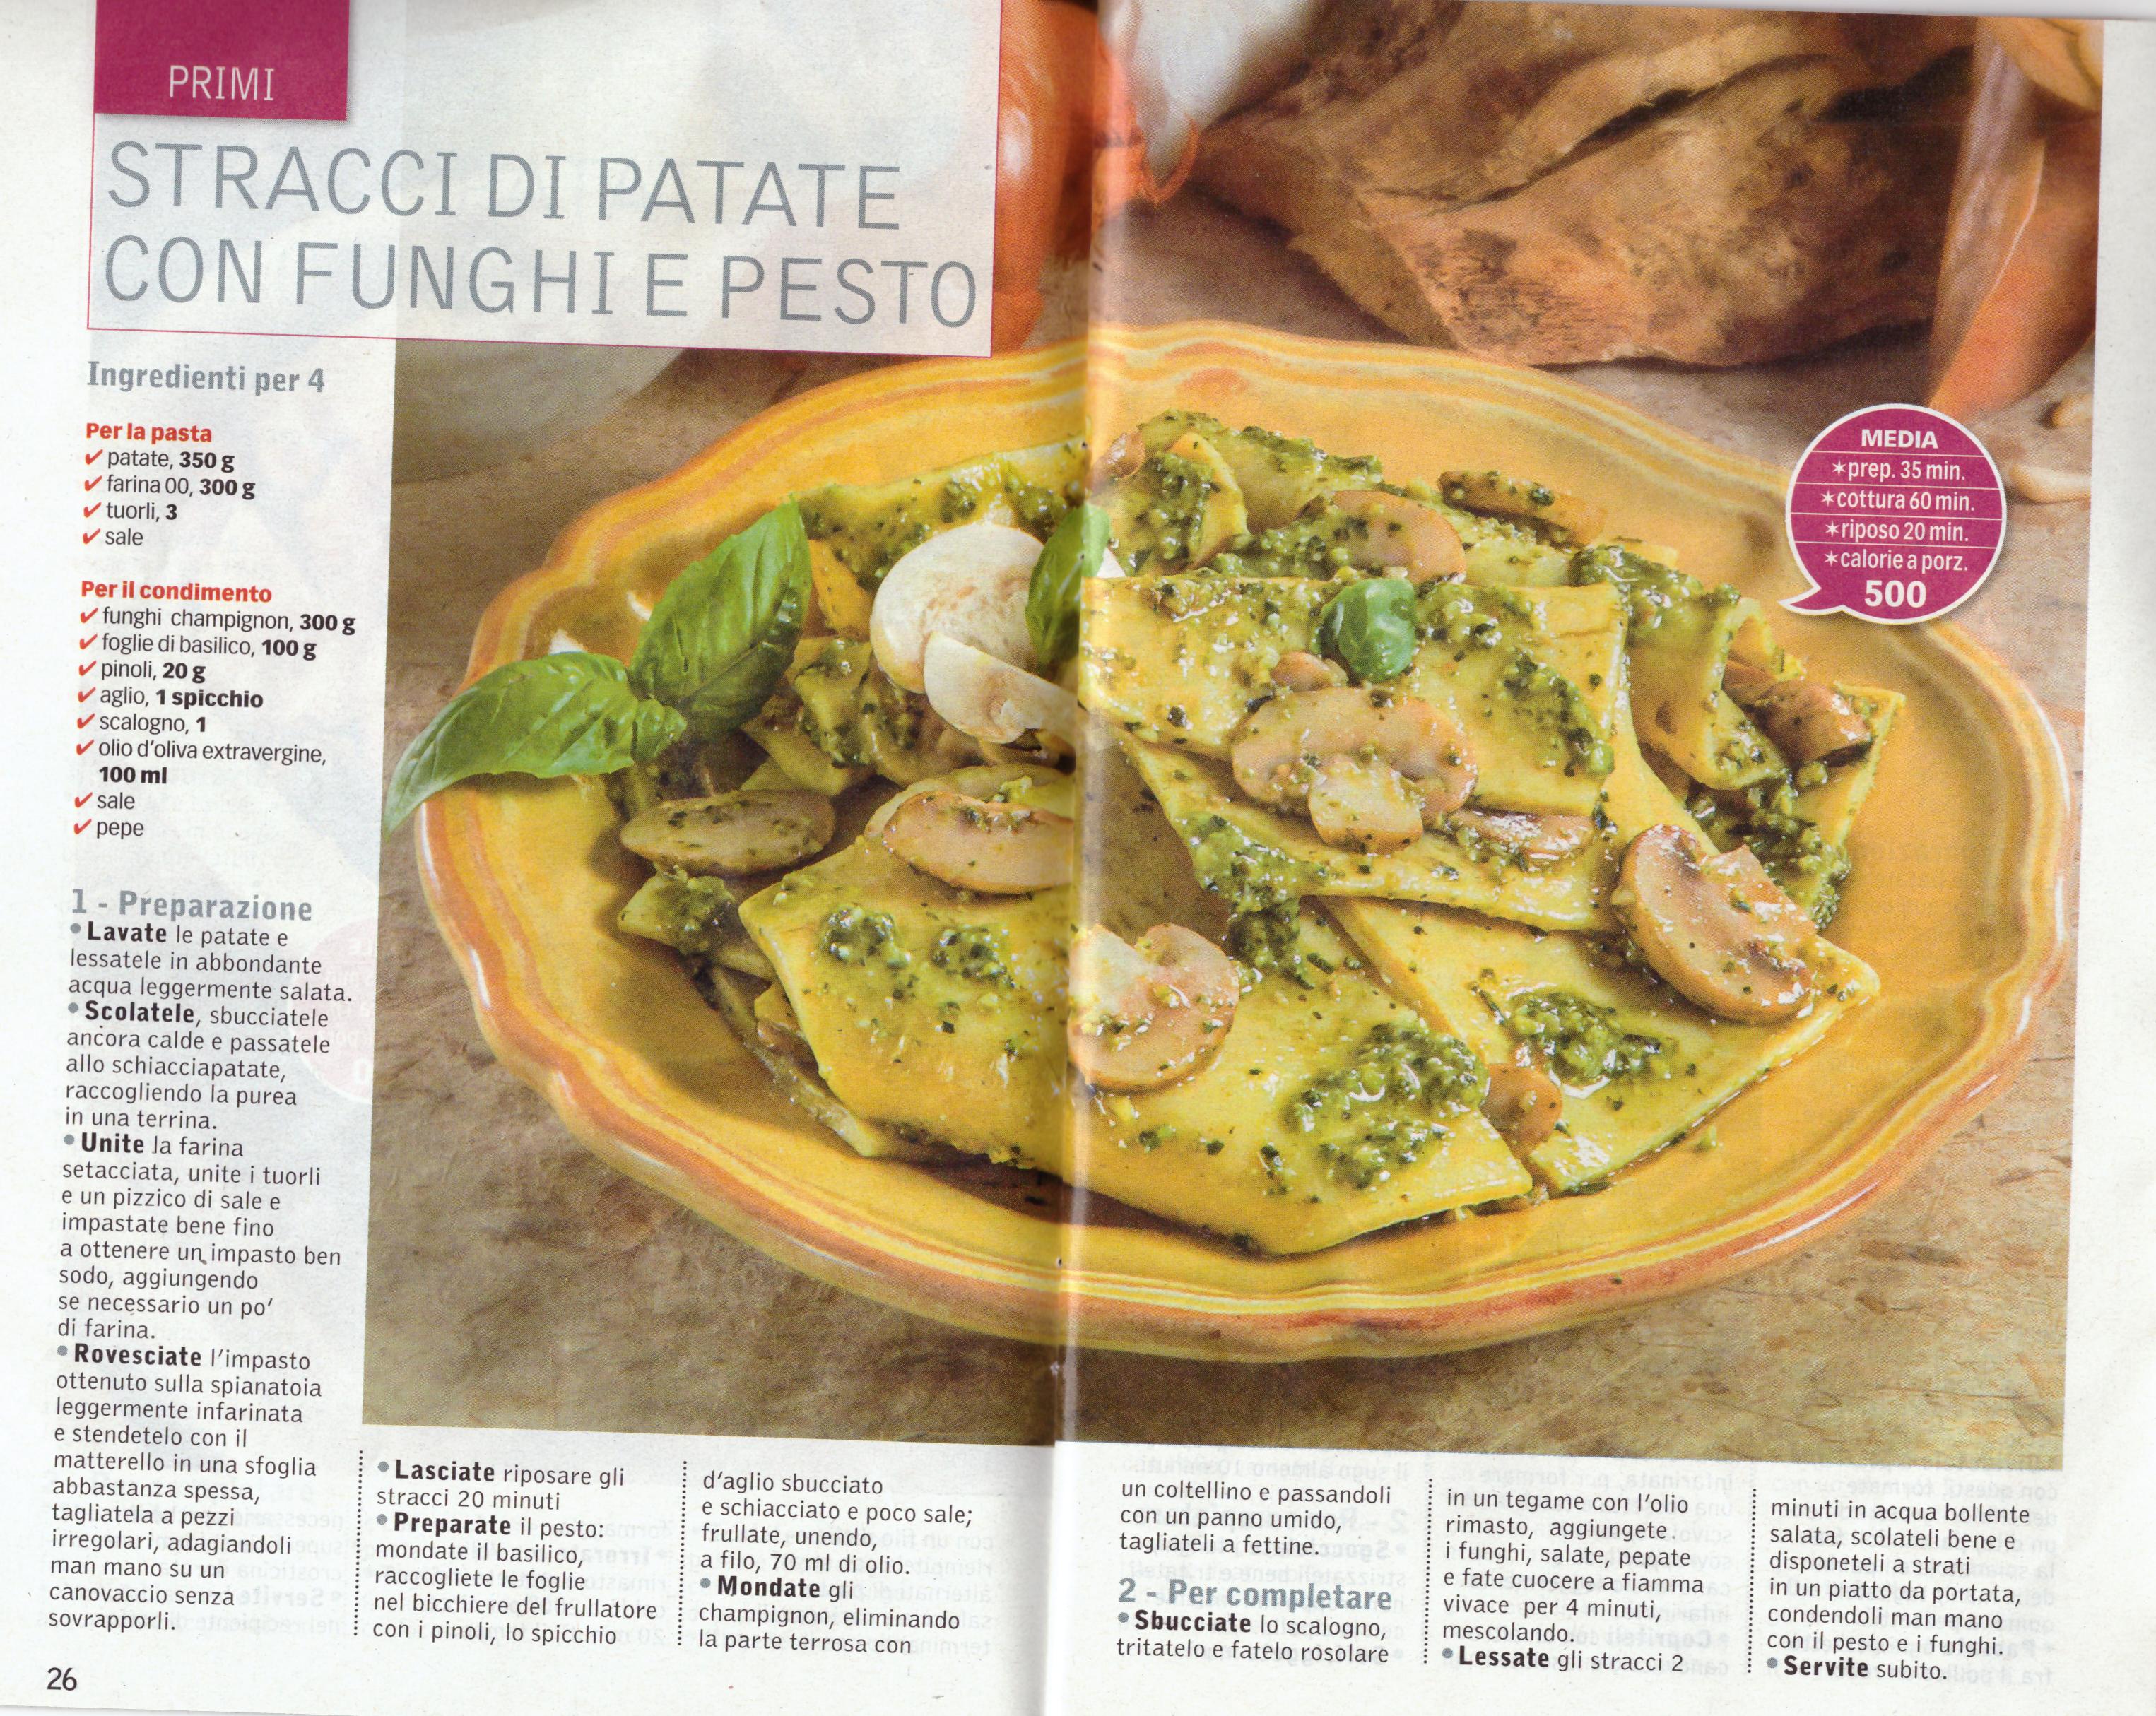 PRIMI
STRACCI DI PATATE
CON FUNGHI E PESTO
Ingredienti per 4
Per la pasta
✔ patate, 350 g
✔ farina 00, 300 g
✔ tuorli, 3
✔ sale
Per il condimento
✔ funghi champignon, 300 g
✔ foglie di basilico, 100 g
✔ pinoli, 20 g
✔ aglio, 1 spicchio
✔ scalogno, 1
✔ olio d'oliva extravergine,
100 ml
✔ sale
✔ pepe
MEDIA
✶prep. 35 min.
✶cottura 60 min.
✶riposo 20 min.
✶calorie a porz.
500
1 - Preparazione
• Lavate le patate e
lessatele in abbondante
acqua leggermente salata.
• Scolatele, sbucciatele
ancora calde e passatele
allo schiacciapatate,
raccogliendo la purea
in una terrina.
• Unite la farina
setacciata, unite i tuorli
e un pizzico di sale e
impastate bene fino
a ottenere un impasto ben
sodo, aggiungendo
se necessario un po'
di farina.
• Rovesciate l'impasto
ottenuto sulla spianatoia
leggermente infarinata
e stendetelo con il
matterello in una sfoglia
abbastanza spessa,
tagliatela a pezzi
irregolari, adagiandoli
man mano su un
canovaccio senza
sovrapporli.
• Lasciate riposare gli
stracci 20 minuti
• Preparate il pesto:
mondate il basilico,
raccogliete le foglie
nel bicchiere del frullatore
con i pinoli, lo spicchio
d'aglio sbucciato
e schiacciato e poco sale;
frullate, unendo,
a filo, 70 ml di olio.
• Mondate gli
champignon, eliminando
la parte terrosa con
un coltellino e passandoli
con un panno umido,
tagliateli a fettine.
2 - Per completare
• Sbucciate lo scalogno,
tritatelo e fatelo rosolare
in un tegame con l'olio
rimasto, aggiungete
i funghi, salate, pepate
e fate cuocere a fiamma
vivace per 4 minuti,
mescolando.
• Lessate gli stracci 2
minuti in acqua bollente
salata, scolateli bene e
disponeteli a strati
in un piatto da portata,
condendoli man mano
con il pesto e i funghi.
• Servite subito.
26